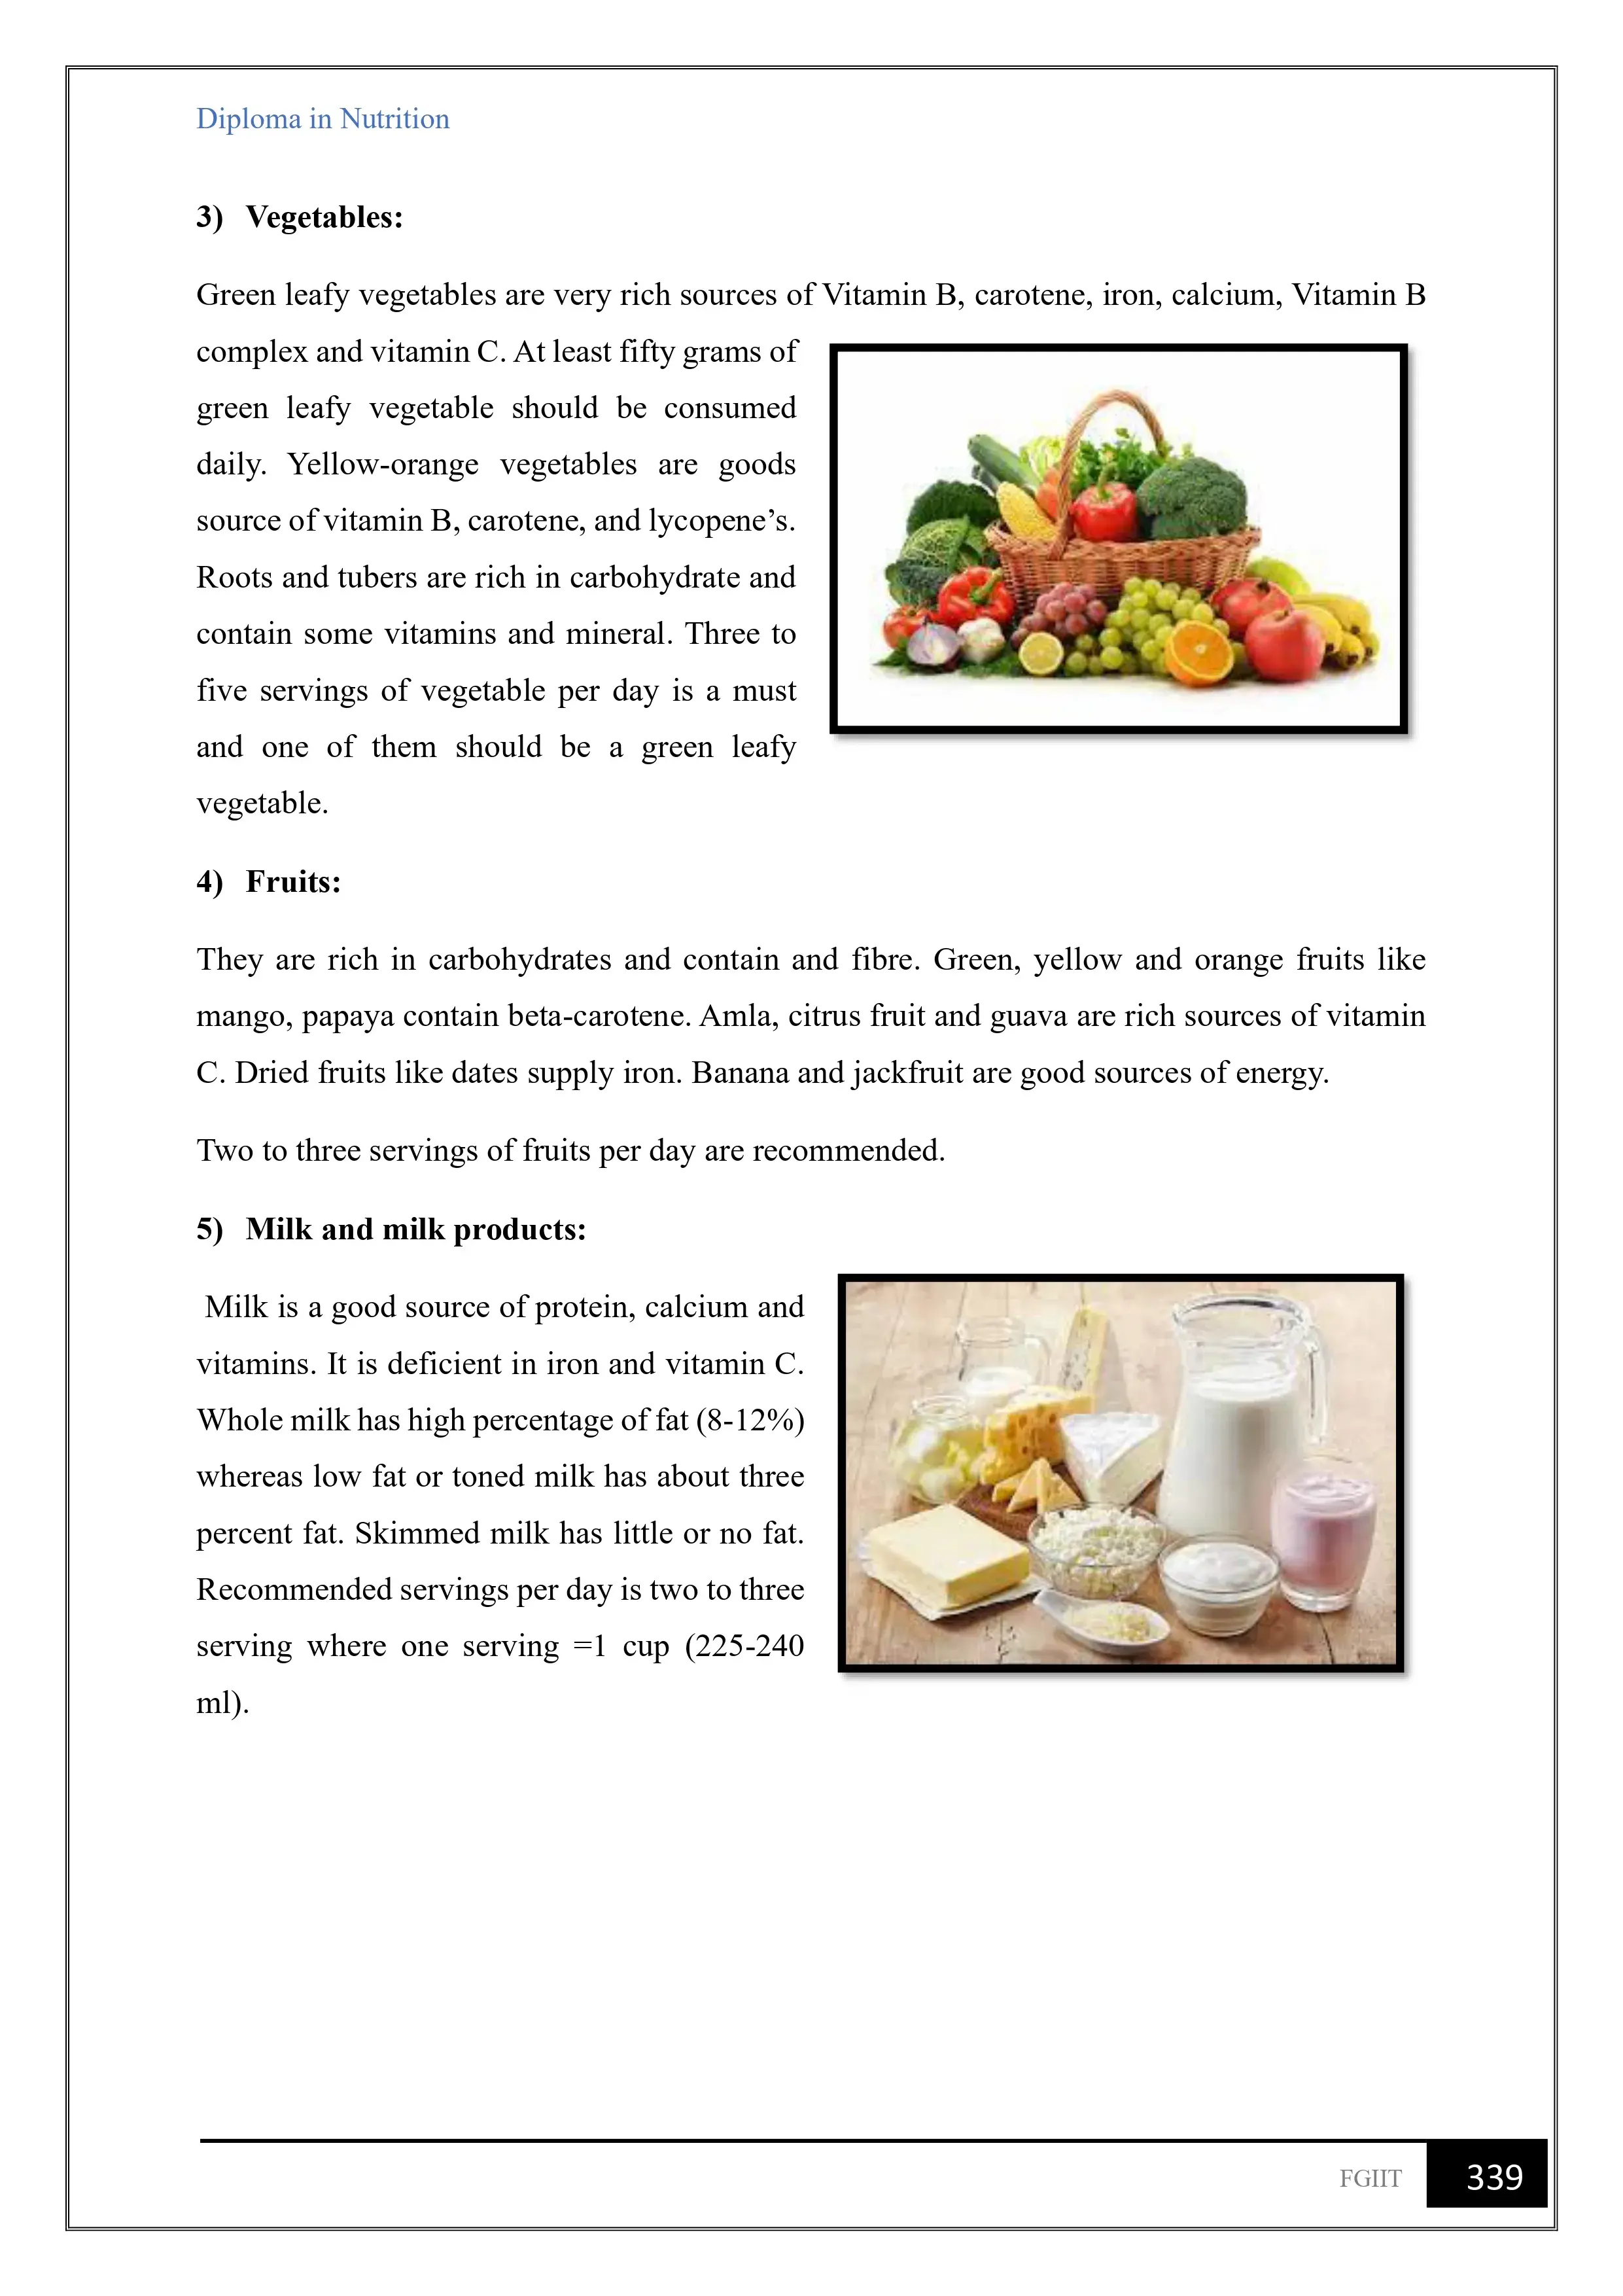 Diploma in Nutrition
3) Vegetables:
Green leafy vegetables are very rich sources of Vitamin B, carotene, iron, calcium, Vitamin B
complex and vitamin C. At least fifty grams of
green leafy vegetable should be consumed
daily. Yellow-orange vegetables are goods
source of vitamin B, carotene, and lycopene’s.
Roots and tubers are rich in carbohydrate and
contain some vitamins and mineral. Three to
five servings of vegetable per day is a must
and one of them should be a green leafy
vegetable.
4) Fruits:
They are rich in carbohydrates and contain and fibre. Green, yellow and orange fruits like
mango, papaya contain beta-carotene. Amla, citrus fruit and guava are rich sources of vitamin
C. Dried fruits like dates supply iron. Banana and jackfruit are good sources of energy.
Two to three servings of fruits per day are recommended.
5) Milk and milk products:
Milk is a good source of protein, calcium and
vitamins. It is deficient in iron and vitamin C.
Whole milk has high percentage of fat (8-12%)
whereas low fat or toned milk has about three
percent fat. Skimmed milk has little or no fat.
Recommended servings per day is two to three
serving where one serving =1 cup (225-240
ml).
FGIIT 339